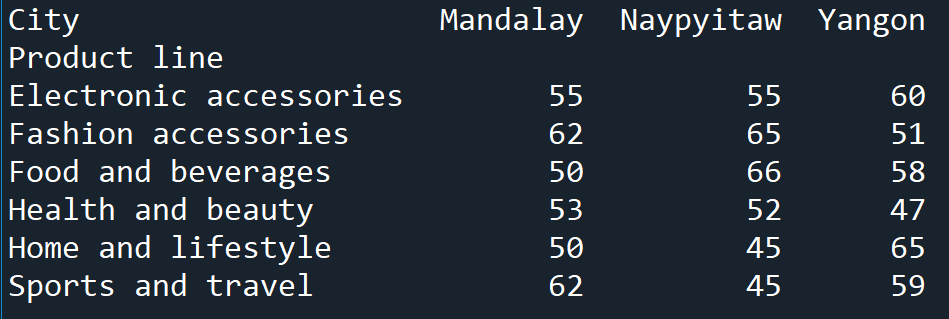 City Mandalay Naypyitaw Yangon
Product line
Electronic accessories 55 55 60
Fashion accessories 62 65 51
Food and beverages 50 66 58
Health and beauty 53 52 47
Home and lifestyle 50 45 65
Sports and travel 62 45 59